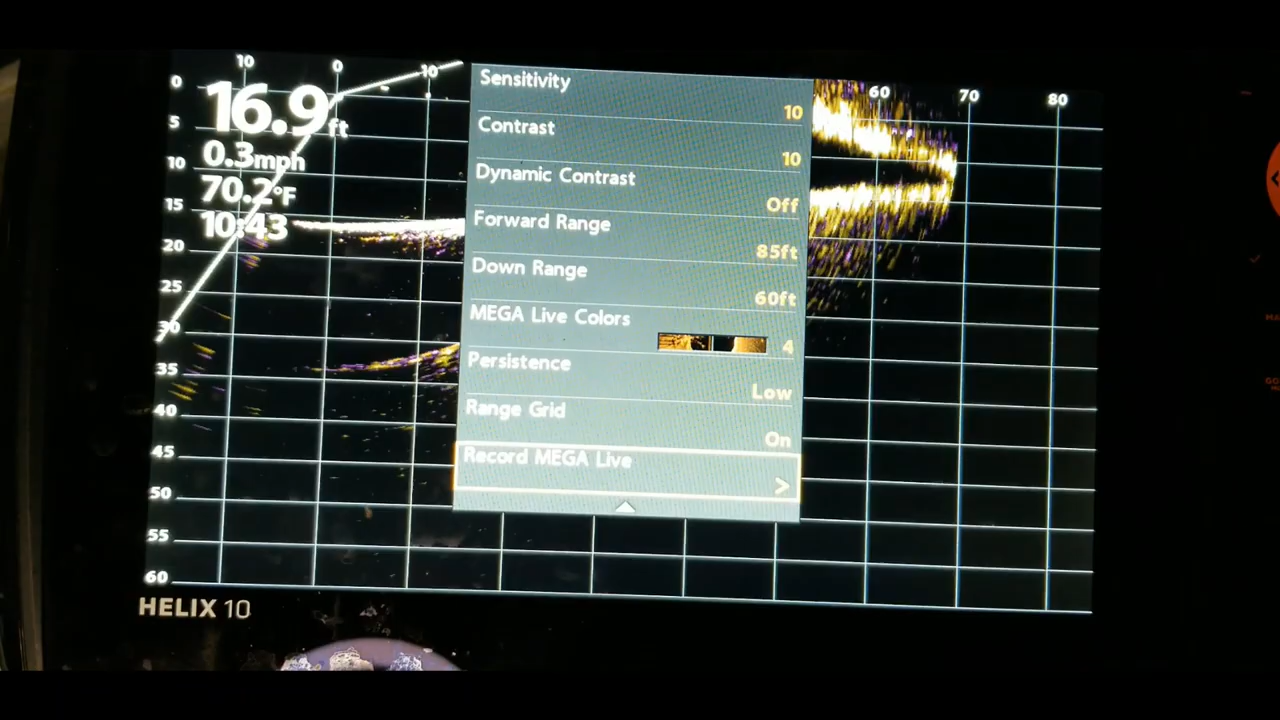 10 0 10 60 70 80
0
5
10
15
20
25
30
35
40
45
50
55
60
16.9ft
0.3mph
70.2°F
10:43
Sensitivity
10
Contrast
10
Dynamic Contrast
Off
Forward Range
85ft
Down Range
60ft
MEGA Live Colors
4
Persistence
Low
Range Grid
On
Record MEGA Live
>
HELIX 10